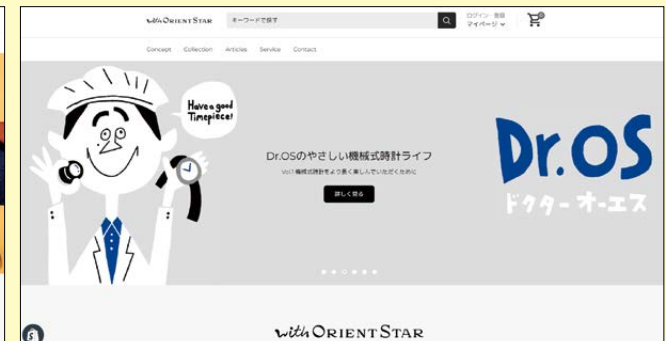 with ORIENT STAR
キーワードで探す
ログイン・登録
マイページ
0
Concept Collection Articles Service Contact
Have a good
Timepiece!
Dr.OSのやさしい機械式時計ライフ
Vol.1 機械式時計をより長く楽しんでいただくために
詳しく見る
Dr.OS
ドクターオーエス
with ORIENT STAR